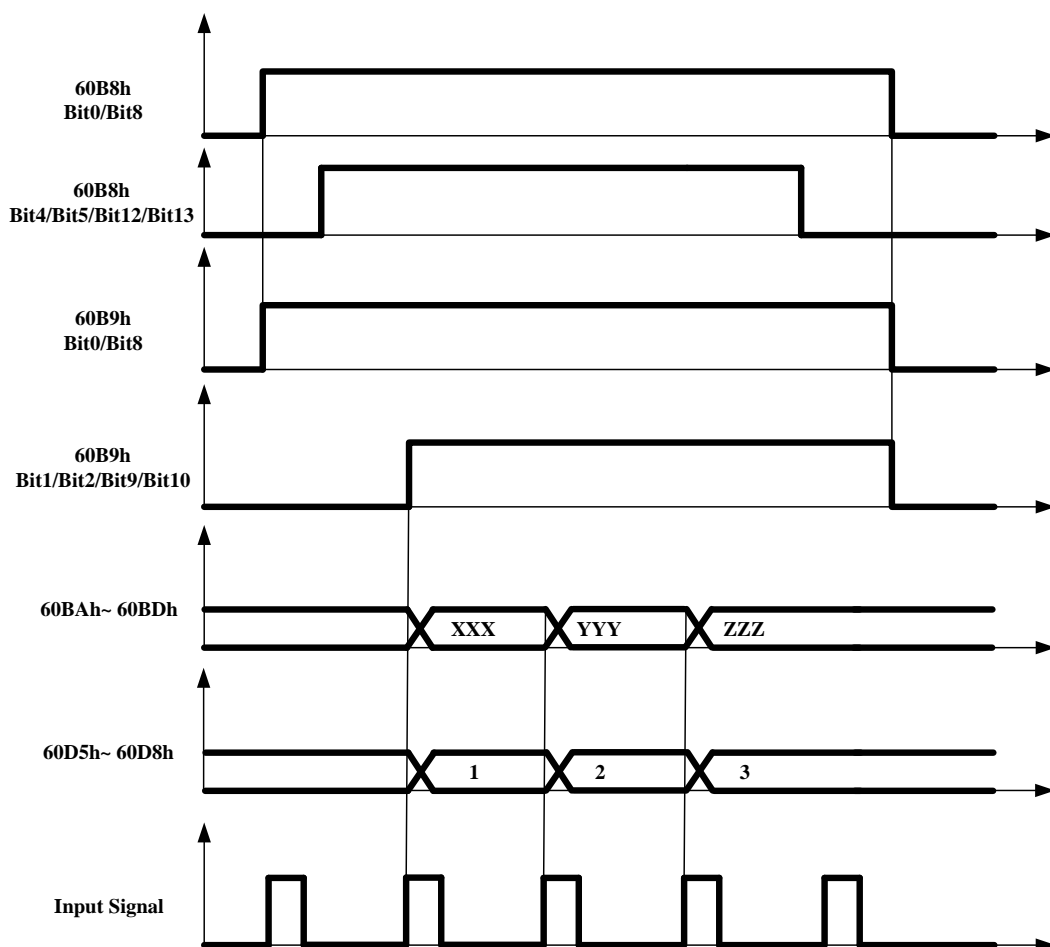 60B8h
Bit0/Bit8
60B8h
Bit4/Bit5/Bit12/Bit13
60B9h
Bit0/Bit8
60B9h
Bit1/Bit2/Bit9/Bit10
60BAh~ 60BDh
XXX YYY ZZZ
60D5h~ 60D8h
1 2 3
Input Signal